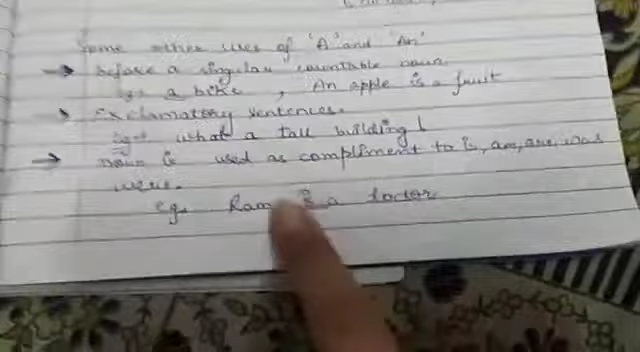 Some other uses of 'A' and 'An'
→ before a singular countable noun
eg. a bike, An apple is a fruit
→ Exclamatory sentences.
eg. what a tall building!
→ noun is used as compliment to is, am, are, was
were.
eg. Ram is a doctor